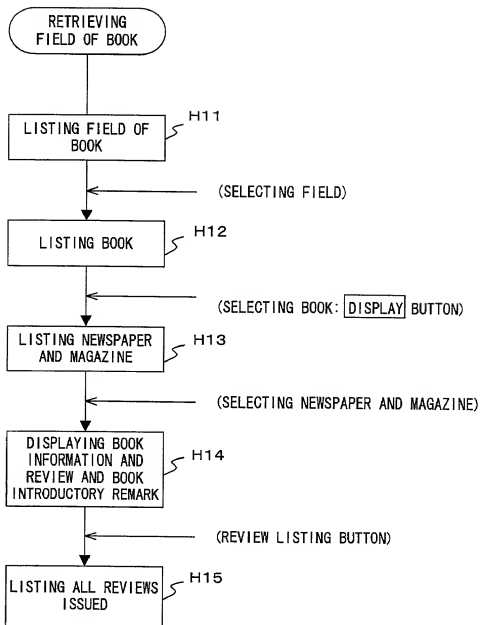 RETRIEVING
FIELD OF BOOK
H11
LISTING FIELD OF
BOOK
(SELECTING FIELD)
H12
LISTING BOOK
(SELECTING BOOK: DISPLAY BUTTON)
H13
LISTING NEWSPAPER
AND MAGAZINE
(SELECTING NEWSPAPER AND MAGAZINE)
DISPLAYING BOOK
INFORMATION AND
REVIEW AND BOOK
INTRODUCTORY REMARK
H14
(REVIEW LISTING BUTTON)
H15
LISTING ALL REVIEWS
ISSUED